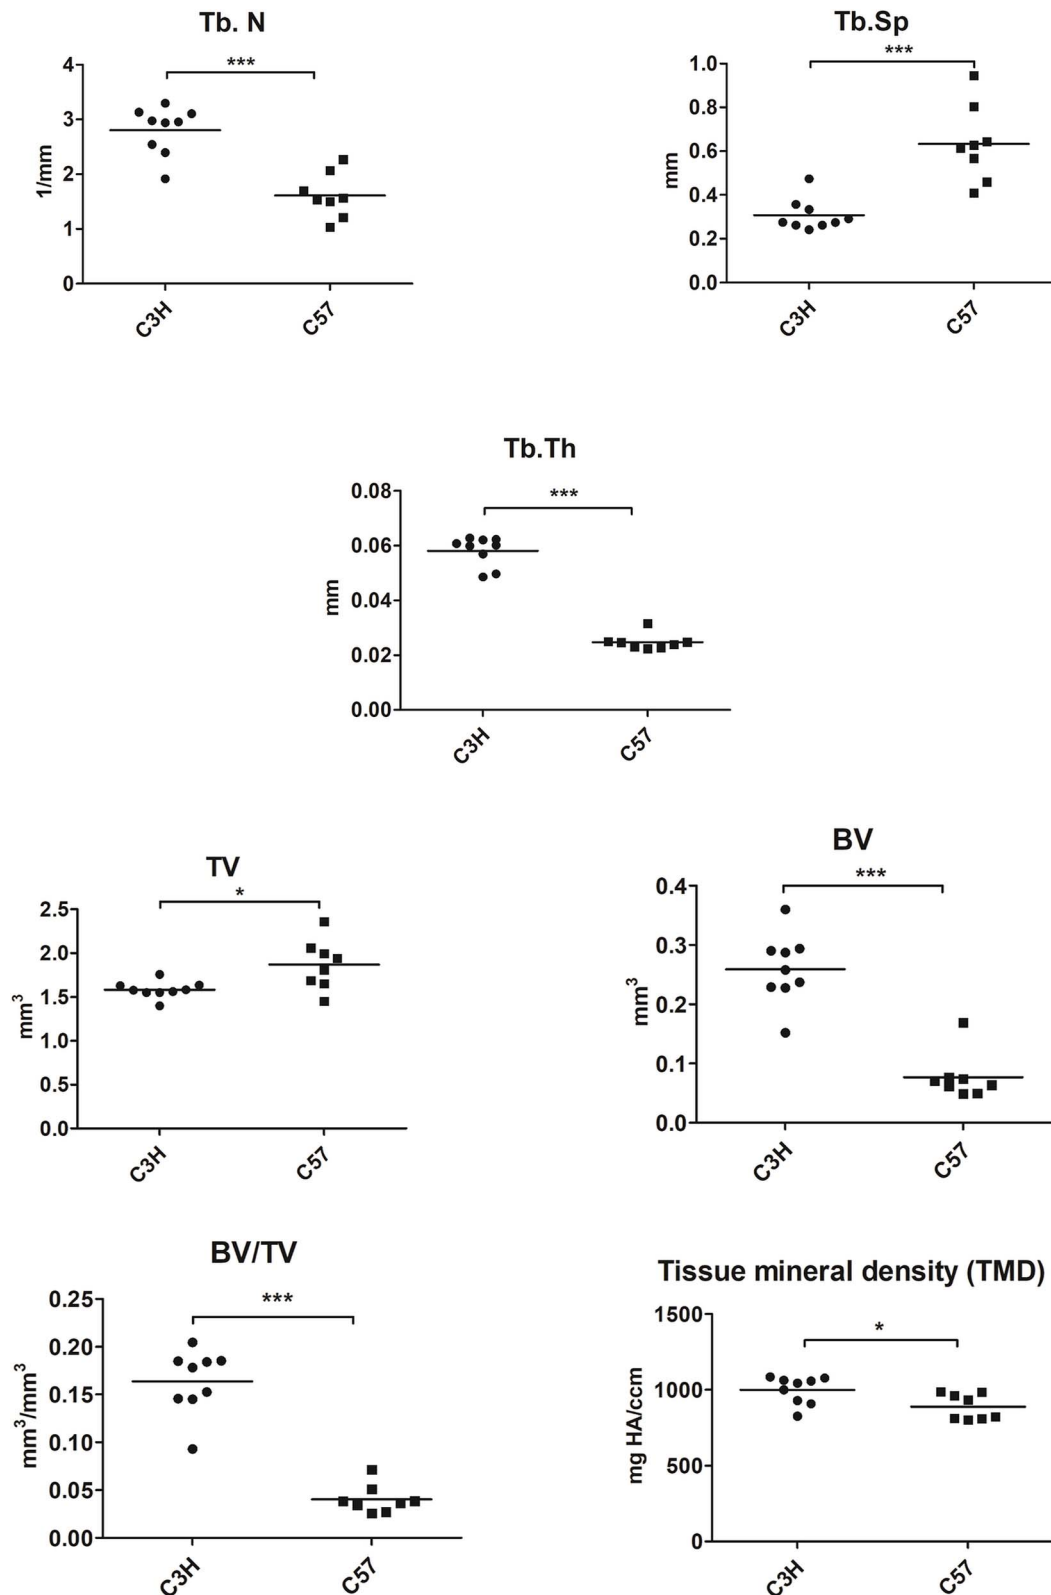 Tb. N
***
4
3
2
1
0
1/mm
C3H
C57
Tb.Sp
***
1.0
0.8
0.6
0.4
0.2
0.0
mm
C3H
C57
Tb.Th
***
0.08
0.06
0.04
0.02
0.00
mm
C3H
C57
TV
*
2.5
2.0
1.5
1.0
0.5
0.0
mm³
C3H
C57
BV
***
0.4
0.3
0.2
0.1
0.0
mm³
C3H
C57
BV/TV
***
0.25
0.20
0.15
0.10
0.05
0.00
mm³/mm³
C3H
C57
Tissue mineral density (TMD)
*
1500
1000
500
0
mg HA/ccm
C3H
C57